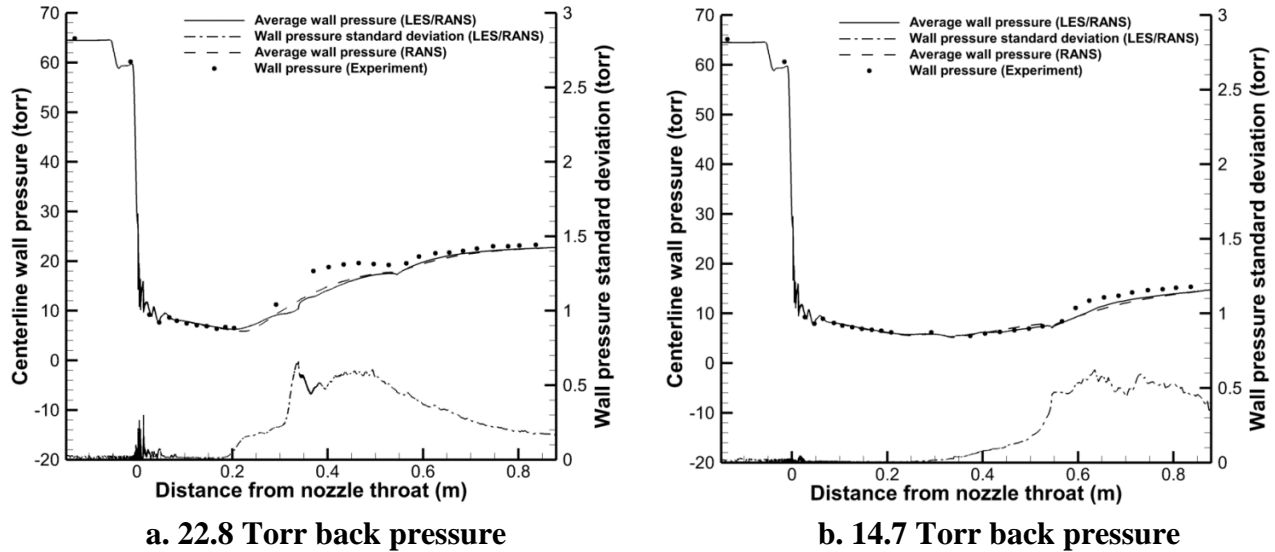 Average wall pressure (LES/RANS)
Wall pressure standard deviation (LES/RANS)
Average wall pressure (RANS)
Wall pressure (Experiment)
Centerline wall pressure (torr)
70
60
50
40
30
20
10
0
-10
-20
0
0.2
0.4
0.6
0.8
Distance from nozzle throat (m)
3
2.5
2
1.5
1
0.5
0
Wall pressure standard deviation (torr)
a. 22.8 Torr back pressure
Average wall pressure (LES/RANS)
Wall pressure standard deviation (LES/RANS)
Average wall pressure (RANS)
Wall pressure (Experiment)
Centerline wall pressure (torr)
70
60
50
40
30
20
10
0
-10
-20
0
0.2
0.4
0.6
0.8
Distance from nozzle throat (m)
3
2.5
2
1.5
1
0.5
0
Wall pressure standard deviation (torr)
b. 14.7 Torr back pressure